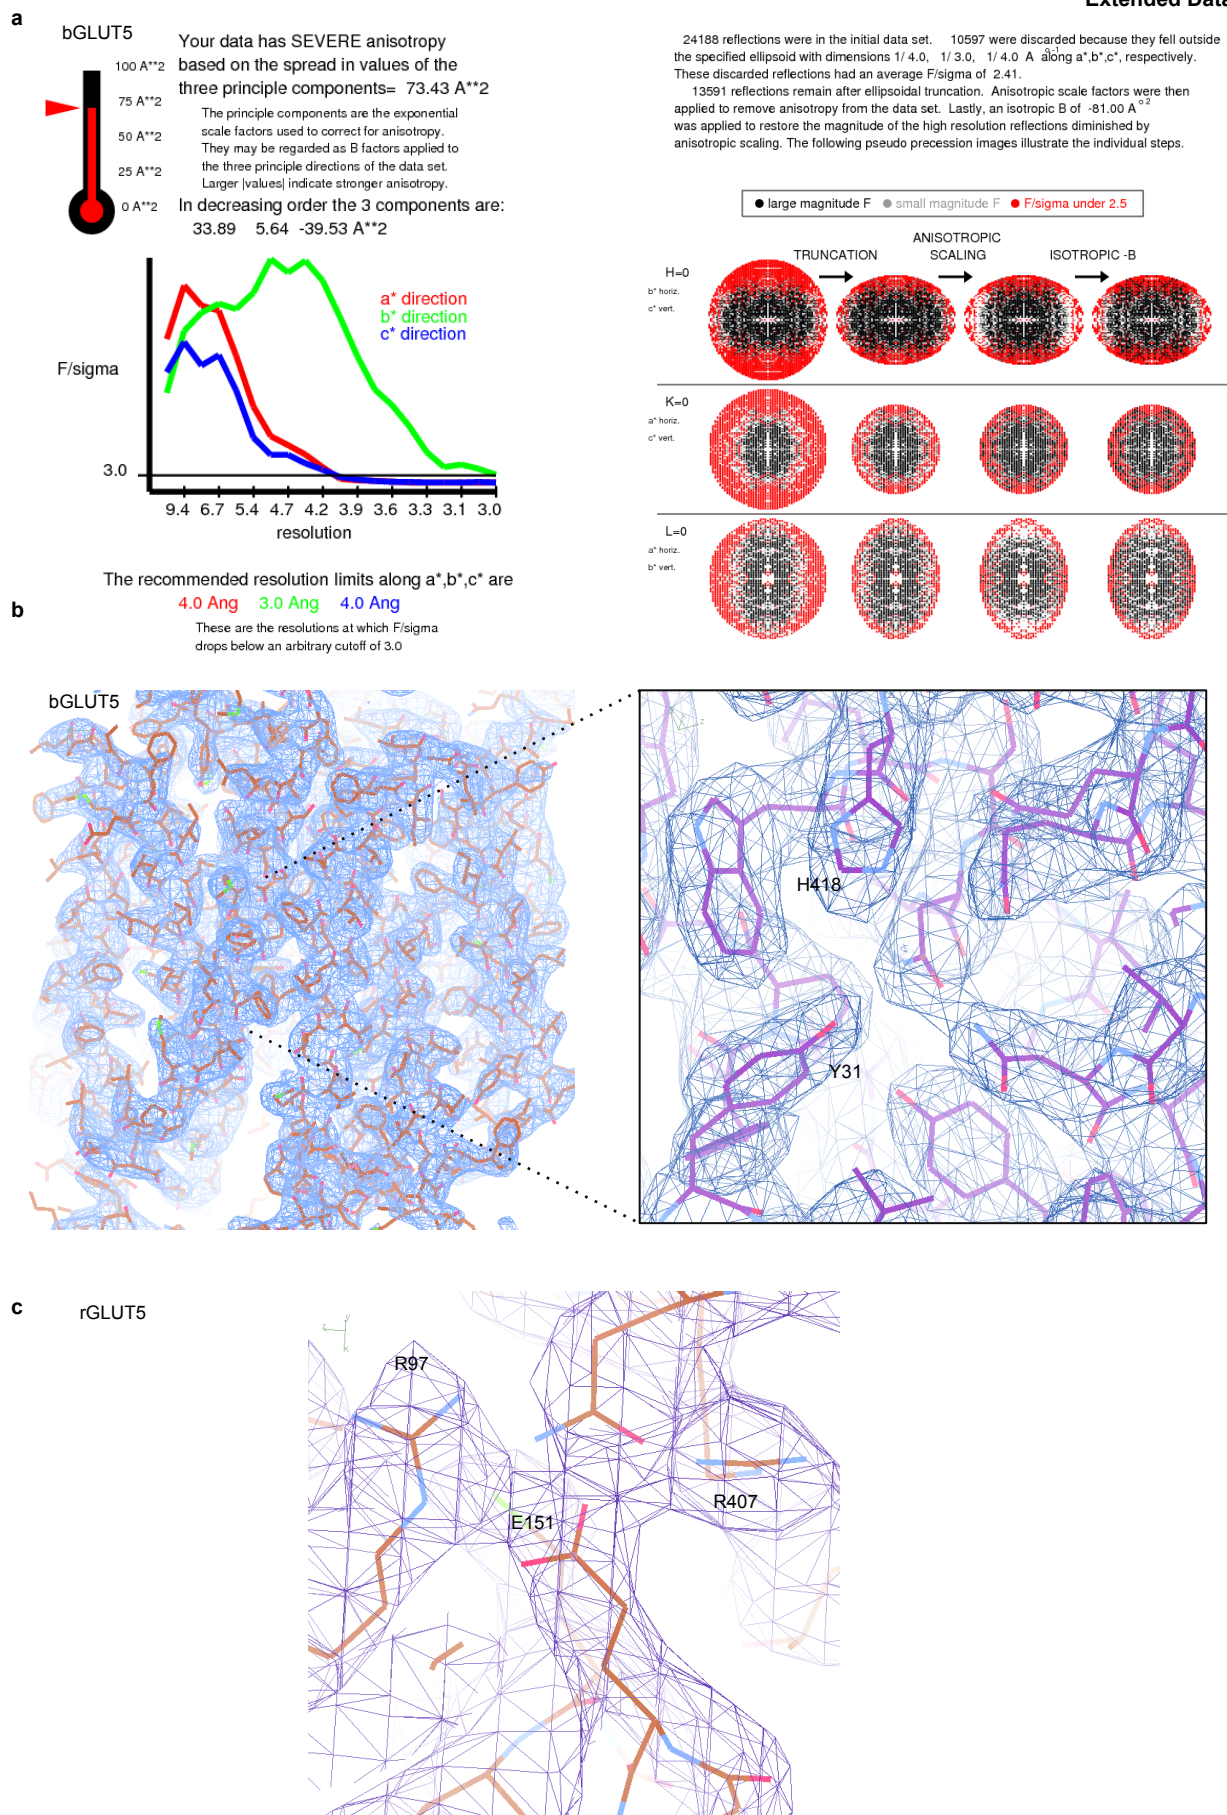 Extended Data
a
bGLUT5
100 A**2
75 A**2
50 A**2
25 A**2
0 A**2
Your data has SEVERE anisotropy
based on the spread in values of the
three principle components= 73.43 A**2
The principle components are the exponential
scale factors used to correct for anisotropy.
They may be regarded as B factors applied to
the three principle directions of the data set.
Larger |values| indicate stronger anisotropy.
In decreasing order the 3 components are:
33.89 5.64 -39.53 A**2
a* direction
b* direction
c* direction
F/sigma
3.0
9.4 6.7 5.4 4.7 4.2 3.9 3.6 3.3 3.1 3.0
resolution
The recommended resolution limits along a*,b*,c* are
4.0 Ang 3.0 Ang 4.0 Ang
These are the resolutions at which F/sigma
drops below an arbitrary cutoff of 3.0
24188 reflections were in the initial data set. 10597 were discarded because they fell outside
the specified ellipsoid with dimensions 1/ 4.0, 1/ 3.0, 1/ 4.0 A o-1 along a*,b*,c*, respectively.
These discarded reflections had an average F/sigma of 2.41.
13591 reflections remain after ellipsoidal truncation. Anisotropic scale factors were then
applied to remove anisotropy from the data set. Lastly, an isotropic B of -81.00 A o 2
was applied to restore the magnitude of the high resolution reflections diminished by
anisotropic scaling. The following pseudo precession images illustrate the individual steps.
large magnitude F small magnitude F F/sigma under 2.5
TRUNCATION
ANISOTROPIC
SCALING
ISOTROPIC -B
H=0
b* horiz.
c* vert.
K=0
a* horiz.
c* vert.
L=0
a* horiz.
b* vert.
b
bGLUT5
H418
Y31
z
c
rGLUT5
R97
E151
R407